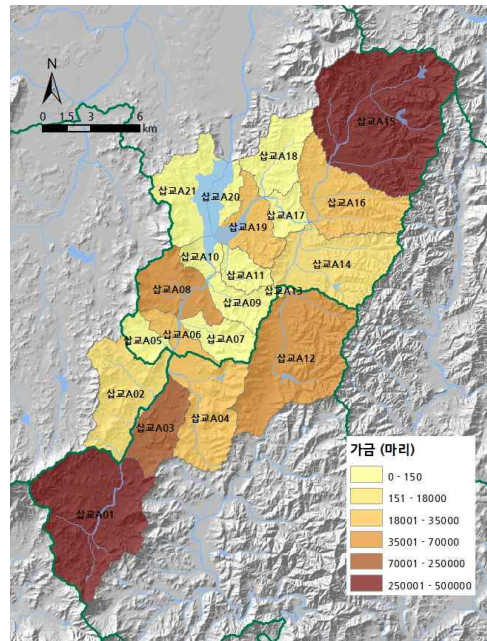 N
0 1.5 3 6
km
삽교A15
삽교A18
삽교A21
삽교A20
삽교A16
삽교A17
삽교A19
삽교A10
삽교A14
삽교A11
삽교A08
삽교A13
삽교A09
삽교A06
삽교A05
삽교A07
삽교A12
삽교A02
삽교A04
삽교A03
삽교A01
가금 (마리)
0 - 150
151 - 18000
18001 - 35000
35001 - 70000
70001 - 250000
250001 - 500000